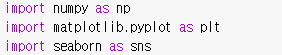 import numpy as np
import matplotlib.pyplot as plt
import seaborn as sns